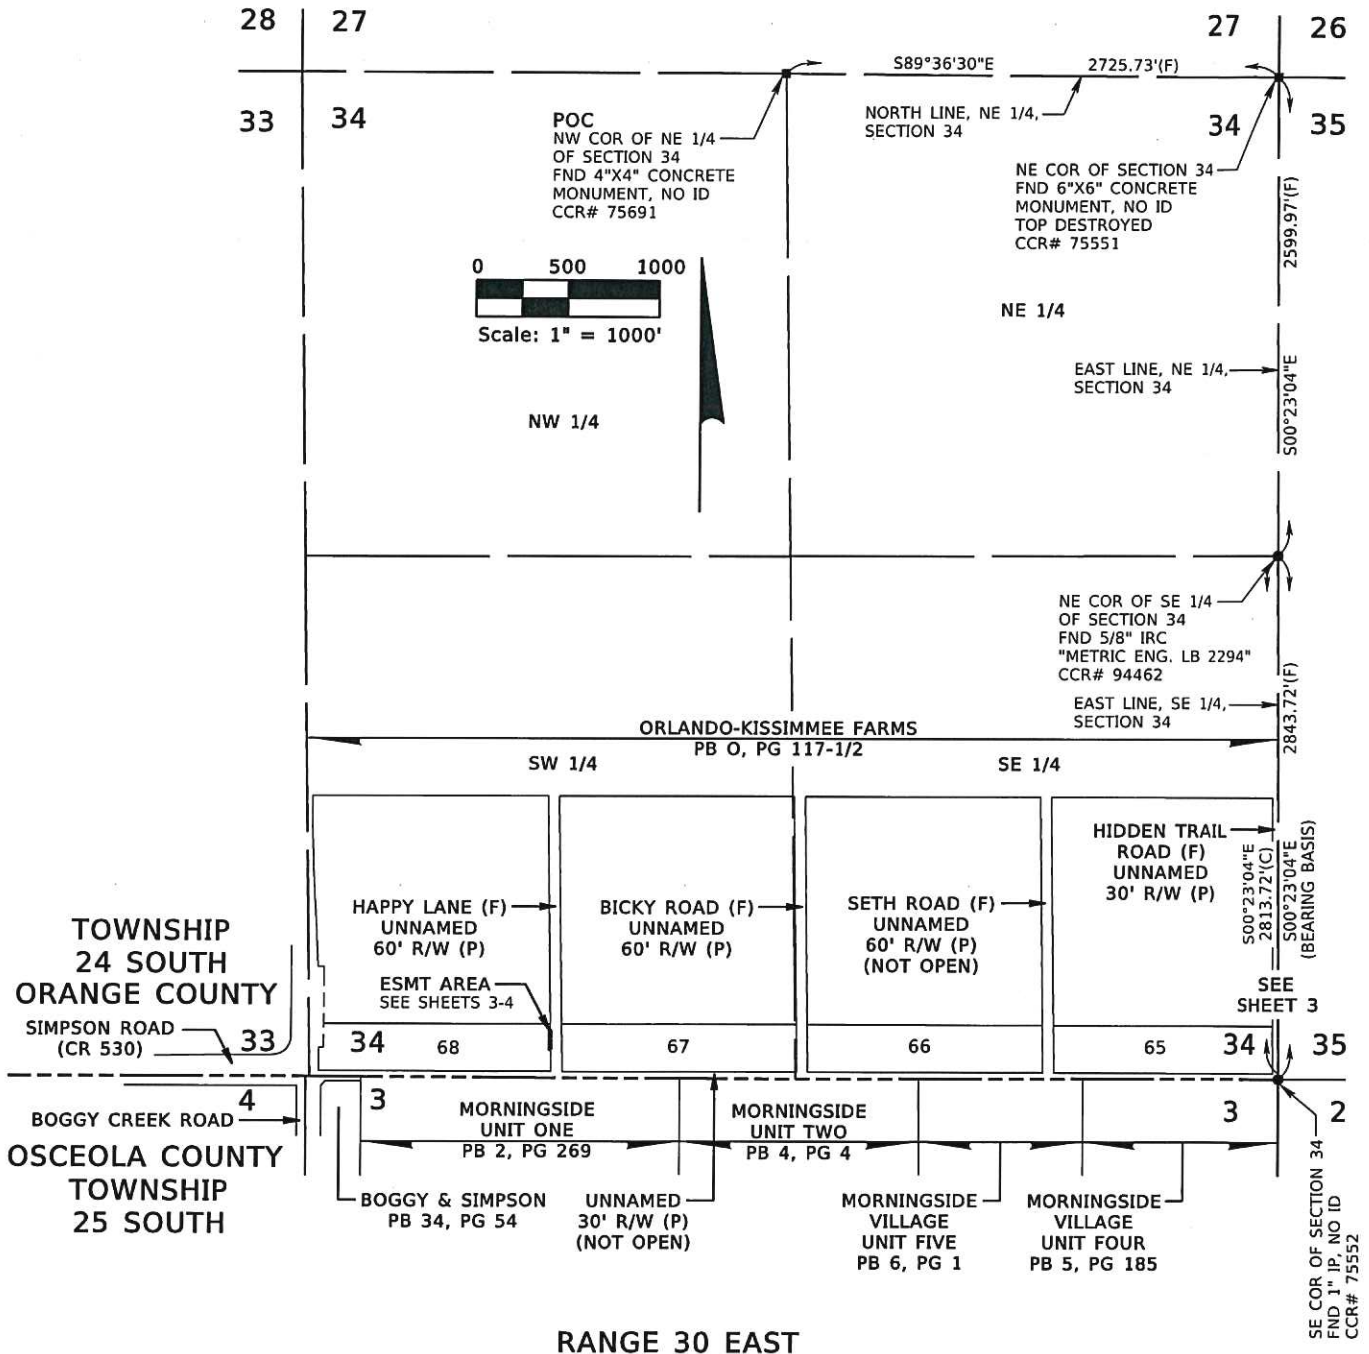 28
27
27
26
S89°36'30"E
2725.73'(F)
33
34
34
35
POC
NW COR OF NE 1/4
OF SECTION 34
FND 4"X4" CONCRETE
MONUMENT, NO ID
CCR# 75691
NORTH LINE, NE 1/4,
SECTION 34
NE COR OF SECTION 34
FND 6"X6" CONCRETE
MONUMENT, NO ID
TOP DESTROYED
CCR# 75551
2599.97'(F)
0 500 1000
Scale: 1" = 1000'
NE 1/4
EAST LINE, NE 1/4,
SECTION 34
S00°23'04"E
NW 1/4
NE COR OF SE 1/4
OF SECTION 34
FND 5/8" IRC
"METRIC ENG. LB 2294"
CCR# 94462
EAST LINE, SE 1/4,
SECTION 34
2843.72'(F)
ORLANDO-KISSIMMEE FARMS
PB O, PG 117-1/2
SW 1/4
SE 1/4
HIDDEN TRAIL
ROAD (F)
UNNAMED
30' R/W (P)
S00°23'04"E
2813.72'(C)
S00°23'04"E
(BEARING BASIS)
HAPPY LANE (F)
UNNAMED
60' R/W (P)
BICKY ROAD (F)
UNNAMED
60' R/W (P)
SETH ROAD (F)
UNNAMED
60' R/W (P)
(NOT OPEN)
TOWNSHIP
24 SOUTH
ORANGE COUNTY
ESMT AREA
SEE SHEETS 3-4
SEE
SHEET 3
SIMPSON ROAD
(CR 530)
33
34
68
67
66
65
34
35
4
3
3
2
BOGGY CREEK ROAD
MORNINGSIDE
UNIT ONE
PB 2, PG 269
MORNINGSIDE
UNIT TWO
PB 4, PG 4
OSCEOLA COUNTY
TOWNSHIP
25 SOUTH
BOGGY & SIMPSON
PB 34, PG 54
UNNAMED
30' R/W (P)
(NOT OPEN)
MORNINGSIDE
VILLAGE
UNIT FIVE
PB 6, PG 1
MORNINGSIDE
VILLAGE
UNIT FOUR
PB 5, PG 185
SE COR OF SECTION 34
FND 1" IP, NO ID
CCR# 75552
RANGE 30 EAST